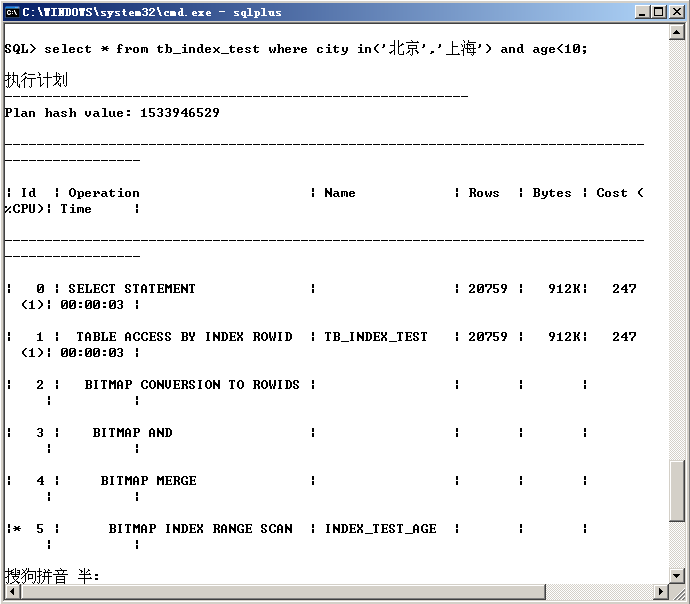 C:\WINDOWS\system32\cmd.exe - sqlplus
SQL> select * from tb_index_test where city in('北京','上海') and age<10;
执行计划
----------------------------------------------------------
Plan hash value: 1533946529
--------------------------------------------------------------------------------
-----------------
| Id  | Operation                     | Name            | Rows  | Bytes | Cost (
%CPU)| Time     |
--------------------------------------------------------------------------------
-----------------
|   0 | SELECT STATEMENT              |                 | 20759 |   912K|   247
  (1)| 00:00:03 |
|   1 |  TABLE ACCESS BY INDEX ROWID  | TB_INDEX_TEST   | 20759 |   912K|   247
  (1)| 00:00:03 |
|   2 |   BITMAP CONVERSION TO ROWIDS |                 |       |       |
     |          |
|   3 |    BITMAP AND                 |                 |       |       |
     |          |
|   4 |     BITMAP MERGE              |                 |       |       |
     |          |
|*  5 |      BITMAP INDEX RANGE SCAN  | INDEX_TEST_AGE  |       |       |
     |          |
搜狗拼音 半: